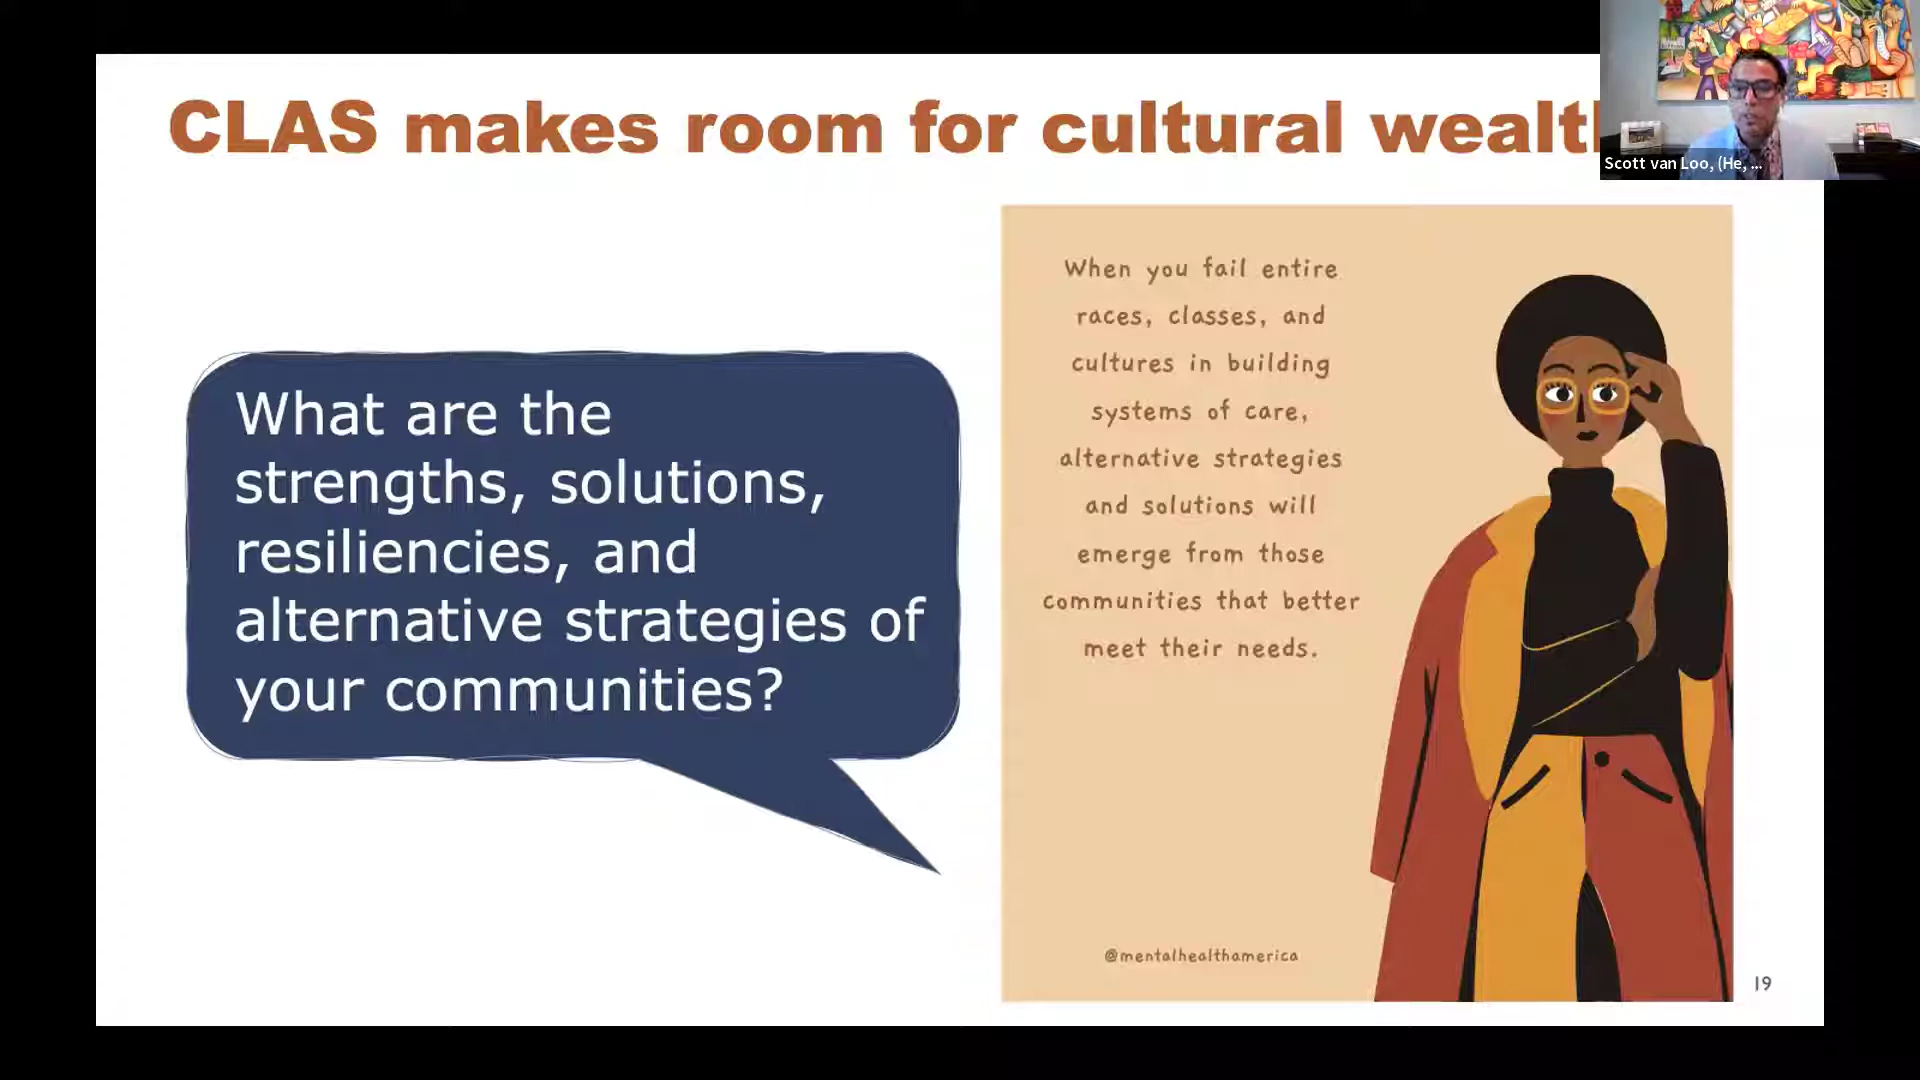 CLAS makes room for cultural wealth
Scott van Loo, (He, ...
What are the
strengths, solutions,
resiliencies, and
alternative strategies of
your communities?
When you fail entire
races, classes, and
cultures in building
systems of care,
alternative strategies
and solutions will
emerge from those
communities that better
meet their needs.
@mentalhealthamerica
19